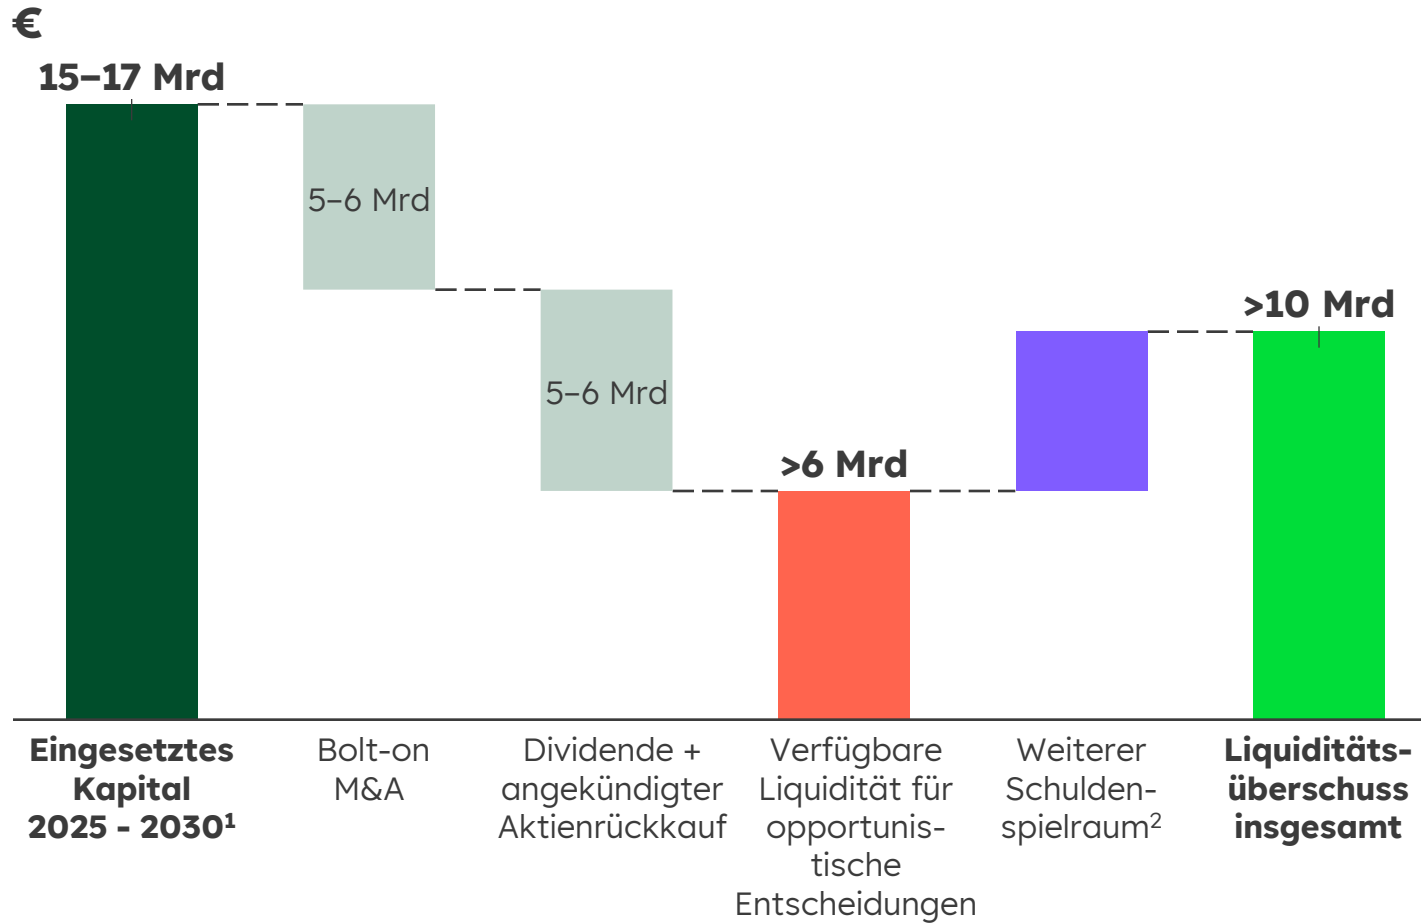 €
15–17 Mrd
5–6 Mrd
5–6 Mrd
>6 Mrd
>10 Mrd
Eingesetztes
Kapital
2025 - 2030¹
Bolt-on
M&A
Dividende +
angekündigter
Aktienrückkauf
Verfügbare
Liquidität für
opportunis-
tische
Entscheidungen
Weiterer
Schulden-
spielraum²
Liquiditäts-
überschuss
insgesamt